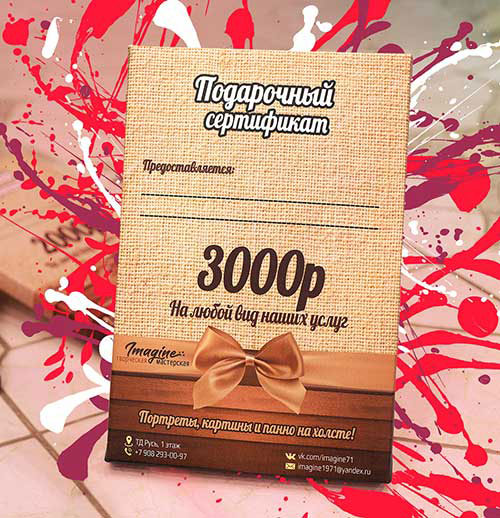 Подарочный
сертификат
Предоставляется:
3000р
На любой вид наших услуг
Imagine
творческая мастерская
Портреты, картины и панно на холсте!
ТД Русь, 1 этаж
+7 908 293-00-97
vk.com/imagine71
imagine1971@yandex.ru
2000